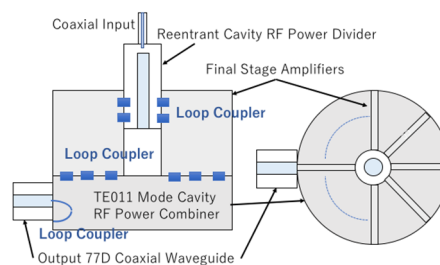 Coaxial Input
Reentrant Cavity RF Power Divider
Final Stage Amplifiers
Loop Coupler
Loop Coupler
TE011 Mode Cavity
RF Power Combiner
Loop Coupler
Output 77D Coaxial Waveguide